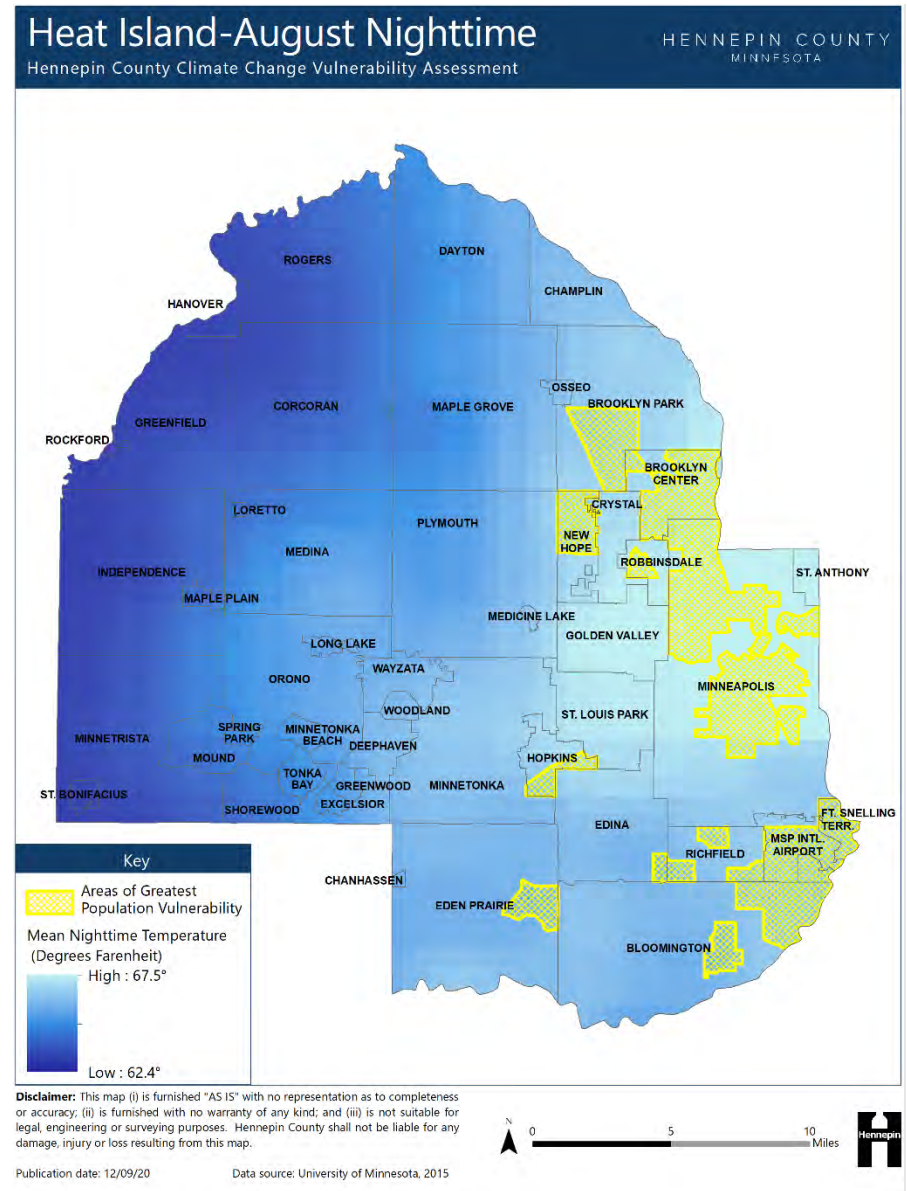 Heat Island-August Nighttime
Hennepin County Climate Change Vulnerability Assessment
HENNEPIN COUNTY
MINNESOTA
DAYTON
ROGERS
CHAMPLIN
HANOVER
OSSEO
BROOKLYN PARK
CORCORAN
MAPLE GROVE
GREENFIELD
ROCKFORD
BROOKLYN
CENTER
LORETTO
CRYSTAL
PLYMOUTH
NEW
HOPE
MEDINA
ROBBINSDALE
INDEPENDENCE
ST. ANTHONY
MAPLE PLAIN
MEDICINE LAKE
GOLDEN VALLEY
LONG LAKE
WAYZATA
ORONO
MINNEAPOLIS
WOODLAND
ST. LOUIS PARK
SPRING
PARK
MINNETONKA
BEACH
MINNETRISTA
DEEPHAVEN
MOUND
HOPKINS
TONKA
BAY
GREENWOOD
MINNETONKA
ST. BONIFACIUS
EXCELSIOR
SHOREWOOD
FT. SNELLING
TERR.
EDINA
MSP INTL.
AIRPORT
RICHFIELD
CHANHASSEN
EDEN PRAIRIE
BLOOMINGTON
Key
Areas of Greatest
Population Vulnerability
Mean Nighttime Temperature
(Degrees Farenheit)
High : 67.5°
Low : 62.4°
Disclaimer: This map (i) is furnished "AS IS" with no representation as to completeness
or accuracy; (ii) is furnished with no warranty of any kind; and (iii) is not suitable for
legal, engineering or surveying purposes. Hennepin County shall not be liable for any
damage, injury or loss resulting from this map.
Publication date: 12/09/20
Data source: University of Minnesota, 2015
N
0 5 10
Miles
Hennepin